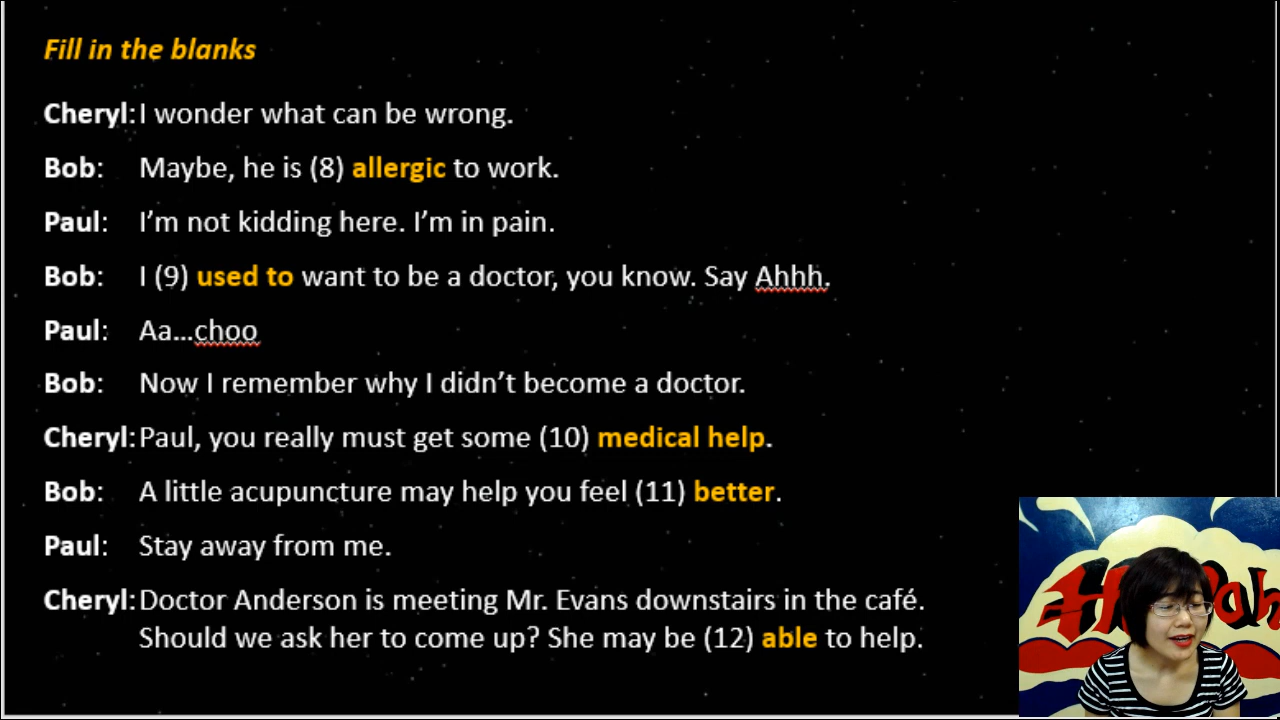 Fill in the blanks
Cheryl: I wonder what can be wrong.
Bob: Maybe, he is (8) allergic to work.
Paul: I'm not kidding here. I'm in pain.
Bob: I (9) used to want to be a doctor, you know. Say Ahhh.
Paul: Aa...choo
Bob: Now I remember why I didn't become a doctor.
Cheryl: Paul, you really must get some (10) medical help.
Bob: A little acupuncture may help you feel (11) better.
Paul: Stay away from me.
Cheryl: Doctor Anderson is meeting Mr. Evans downstairs in the café.
Should we ask her to come up? She may be (12) able to help.